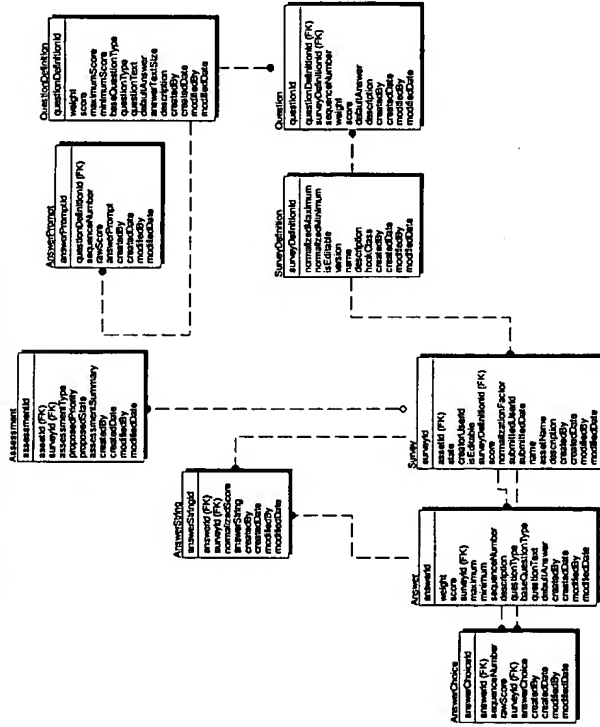 QuestionDefinition
questionDefinitionId
weight
score
maximumScore
minimumScore
baseQuestionType
questionType
questionText
defaultAnswer
answerTextSize
description
createdBy
createdDate
modifiedBy
modifiedDate
Question
questionId
questionDefinitionId (FK)
surveyDefinitionId (FK)
sequenceNumber
weight
score
defaultAnswer
description
createdBy
createdDate
modifiedBy
modifiedDate
AnswerPrompt
answerPromptId
questionDefinitionId (FK)
sequenceNumber
rawScore
answerPrompt
createdBy
createdDate
modifiedBy
modifiedDate
SurveyDefinition
surveyDefinitionId
normalizedMaximum
normalizedMinimum
isEditable
version
name
description
hookClass
createdBy
createdDate
modifiedBy
modifiedDate
Assessment
assessmentId
assetId (FK)
surveyId (FK)
assessmentType
proposedPriority
proposedState
assessmentSummary
createdBy
createdDate
modifiedBy
modifiedDate
AnswerString
answerStringId
answerId (FK)
surveyId (FK)
normalizedScore
answerString
createdBy
createdDate
modifiedBy
modifiedDate
Survey
surveyId
assetId (FK)
state
creatorUserId
isEditable
surveyDefinitionId (FK)
score
normalizationFactor
submittedUserId
submittedDate
name
assetName
description
createdBy
createdDate
modifiedBy
modifiedDate
Answer
answerId
weight
score
surveyId (FK)
maximum
minimum
sequenceNumber
description
questionType
baseQuestionType
questionText
defaultAnswer
createdBy
createdDate
modifiedBy
modifiedDate
AnswerChoice
answerChoiceId
answerId (FK)
sequenceNumber
rawScore
surveyId (FK)
answerChoice
createdBy
createdDate
modifiedBy
modifiedDate